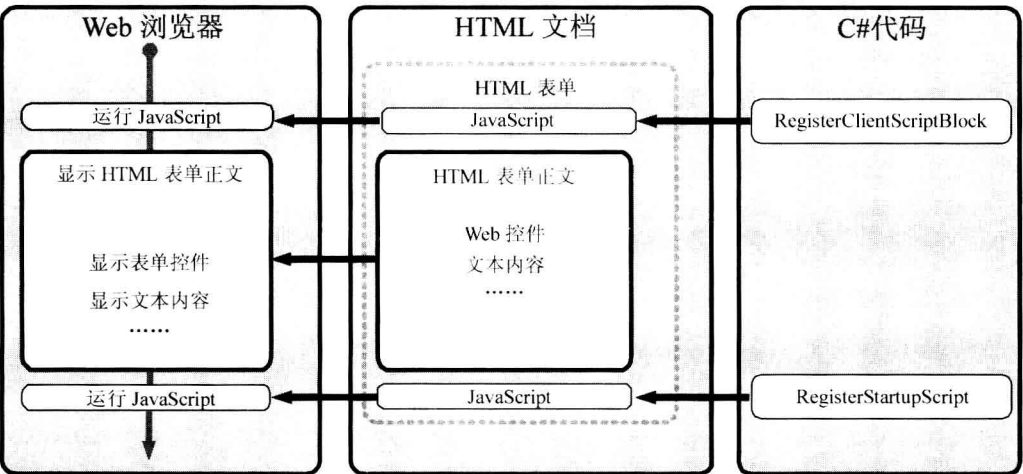 Web 浏览器
运行 JavaScript
显示 HTML 表单正文
显示表单控件
显示文本内容
……
运行 JavaScript
HTML 文档
HTML 表单
JavaScript
HTML 表单正文
Web 控件
文本内容
……
JavaScript
C#代码
RegisterClientScriptBlock
RegisterStartupScript